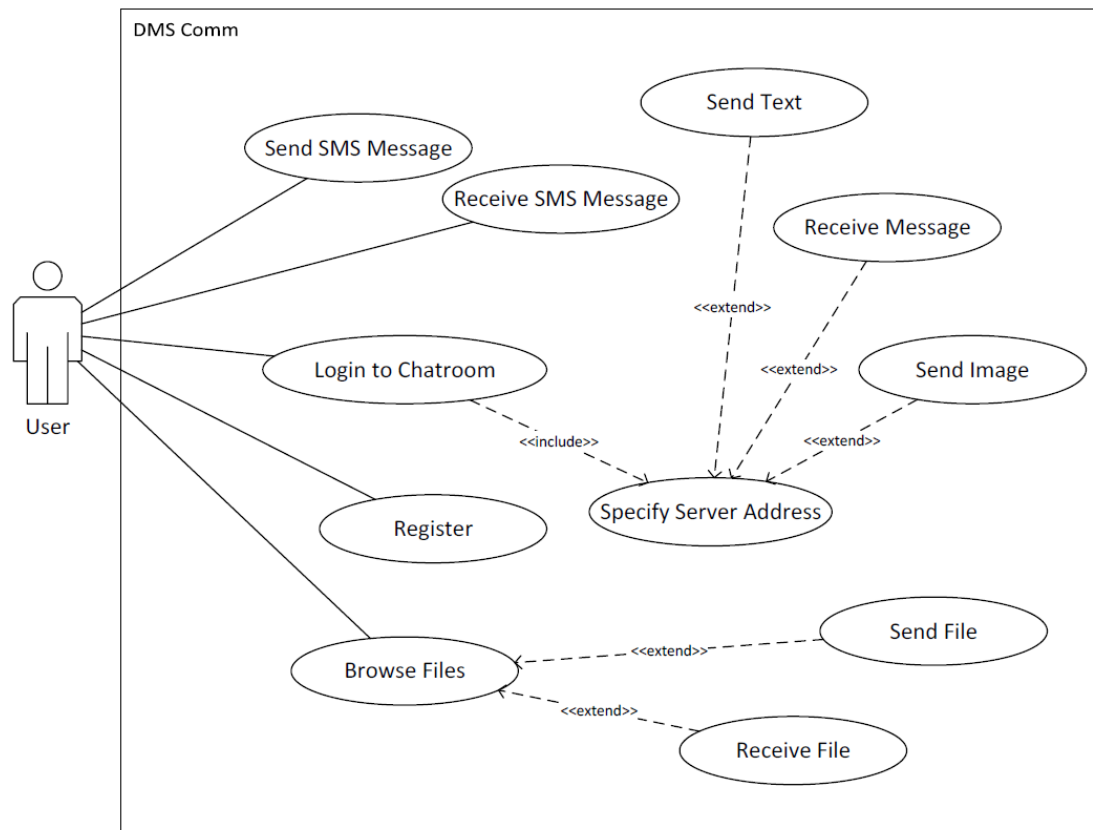 DMS Comm
Send Text
Send SMS Message
Receive SMS Message
Receive Message
<<extend>>
<<extend>>
Login to Chatroom
Send Image
User
<<include>>
<<extend>>
Specify Server Address
Register
Send File
<<extend>>
Browse Files
<<extend>>
Receive File